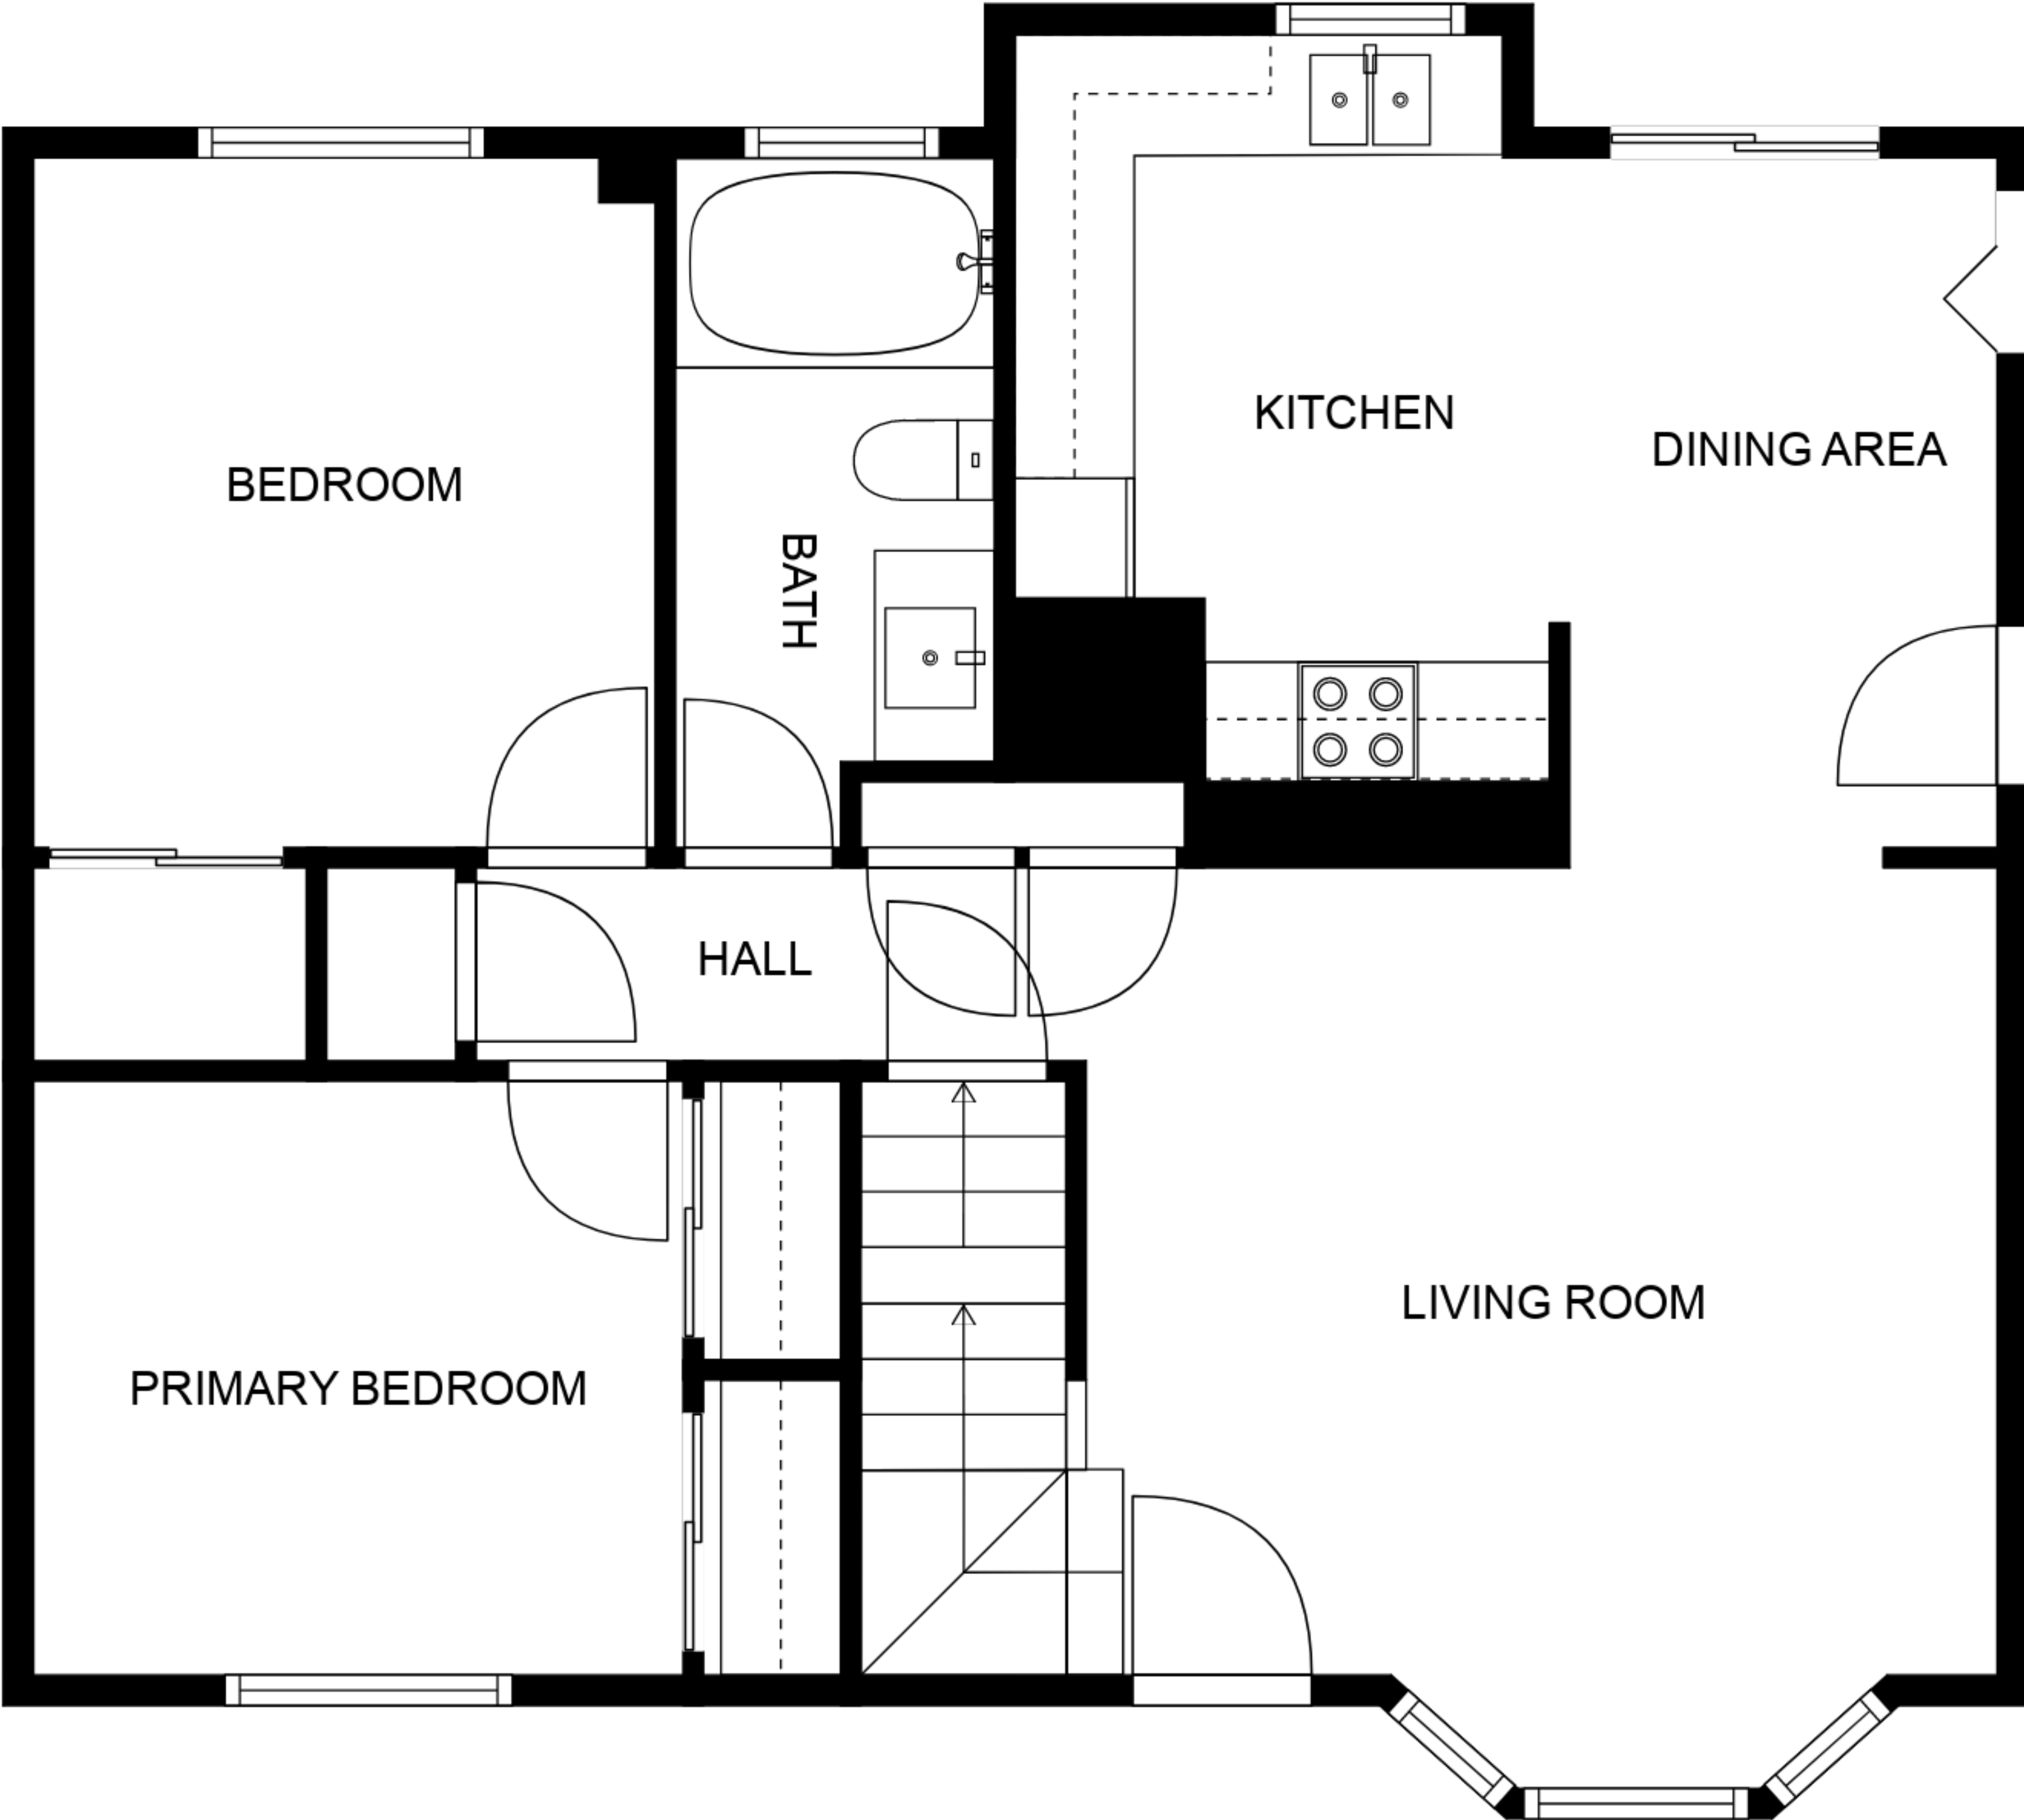 KITCHEN
DINING AREA
BEDROOM
BATH
HALL
LIVING ROOM
PRIMARY BEDROOM